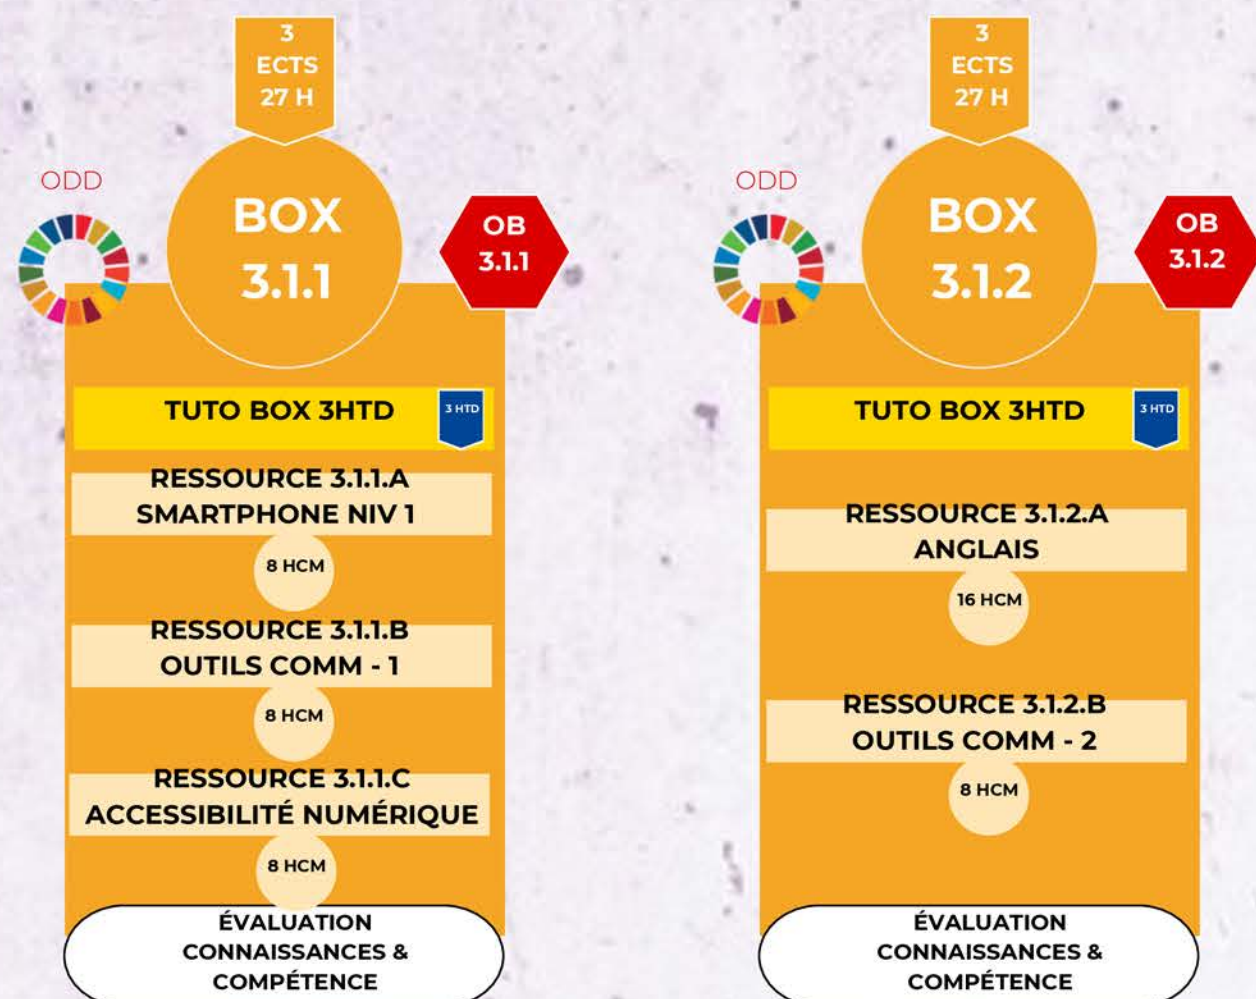 3
ECTS
27 H
ODD
BOX
3.1.1
OB
3.1.1
TUTO BOX 3HTD
3 HTD
RESSOURCE 3.1.1.A
SMARTPHONE NIV 1
8 HCM
RESSOURCE 3.1.1.B
OUTILS COMM - 1
8 HCM
RESSOURCE 3.1.1.C
ACCESSIBILITÉ NUMÉRIQUE
8 HCM
ÉVALUATION
CONNAISSANCES &
COMPÉTENCE
3
ECTS
27 H
ODD
BOX
3.1.2
OB
3.1.2
TUTO BOX 3HTD
3 HTD
RESSOURCE 3.1.2.A
ANGLAIS
16 HCM
RESSOURCE 3.1.2.B
OUTILS COMM - 2
8 HCM
ÉVALUATION
CONNAISSANCES &
COMPÉTENCE